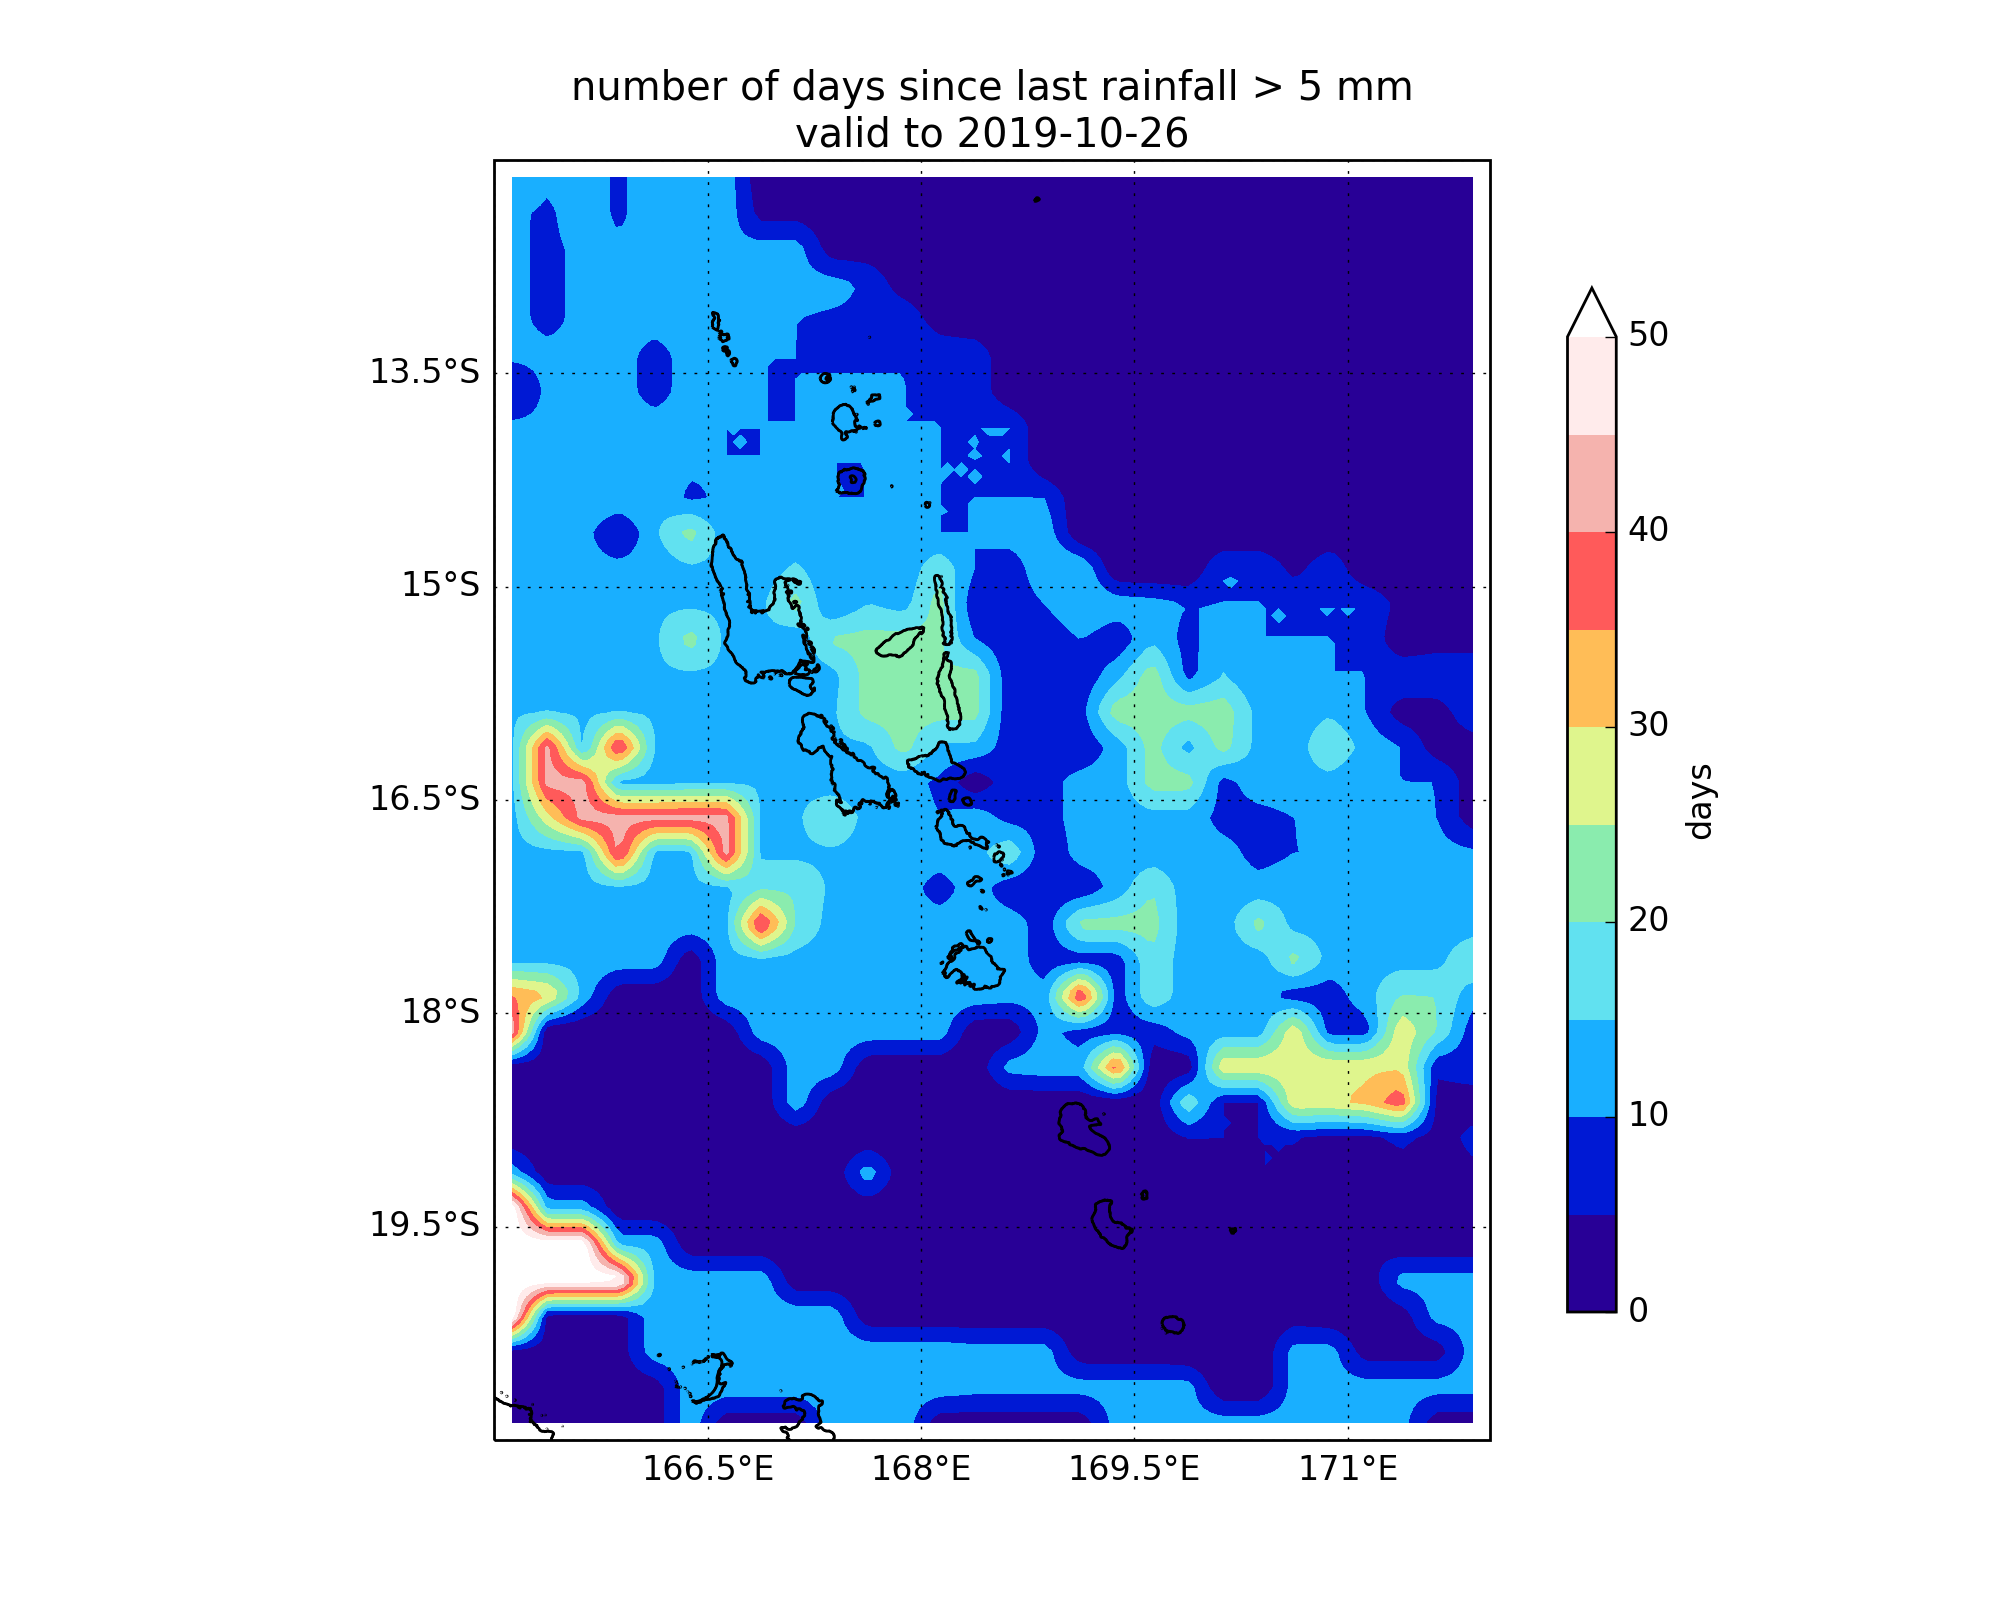 number of days since last rainfall > 5 mm
valid to 2019-10-26
13.5°S
15°S
16.5°S
18°S
19.5°S
166.5°E
168°E
169.5°E
171°E
50
40
30
20
10
0
days